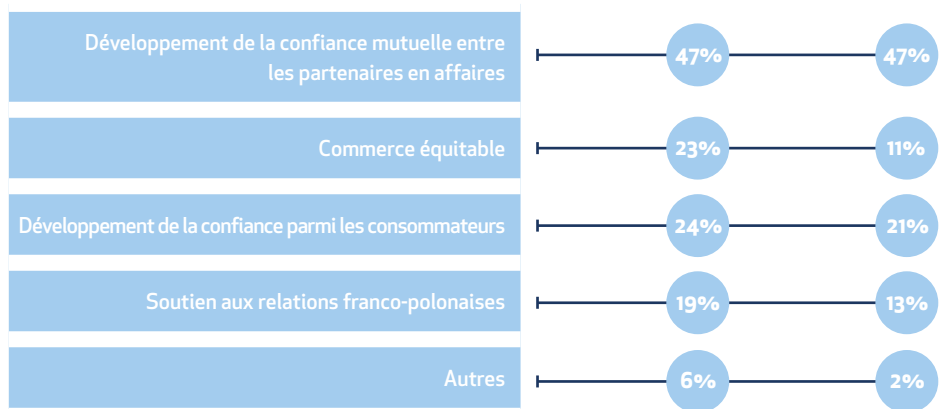 Développement de la confiance mutuelle entre
les partenaires en affaires
47% 47%
Commerce équitable 23% 11%
Développement de la confiance parmi les consommateurs 24% 21%
Soutien aux relations franco-polonaises 19% 13%
Autres 6% 2%